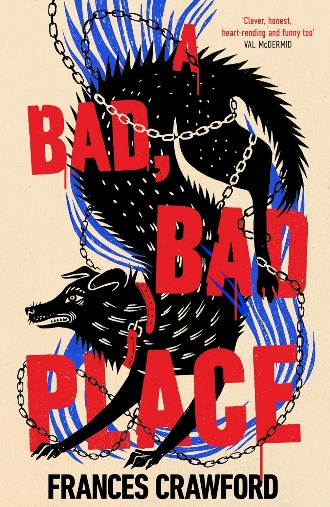 'Clever, honest,
heart-rending and funny too'
VAL McDERMID
A
BAD,
BAD
PLACE
FRANCES CRAWFORD